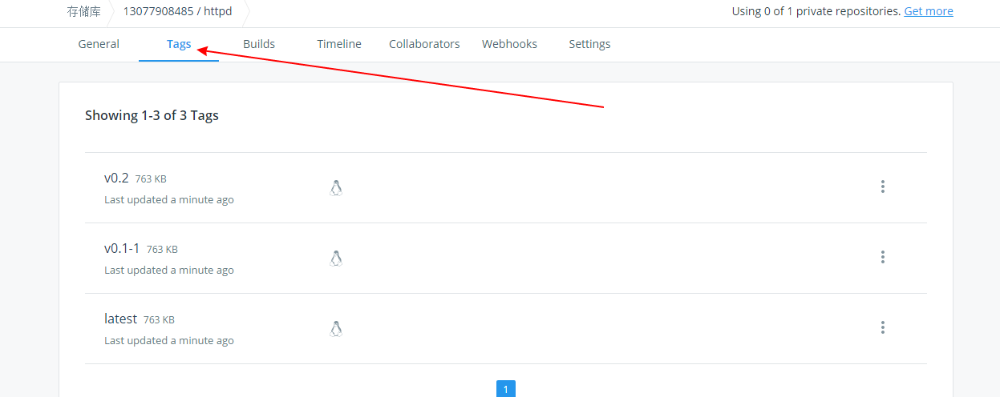 存储库 13077908485 / httpd Using 0 of 1 private repositories. Get more
General Tags Builds Timeline Collaborators Webhooks Settings
Showing 1-3 of 3 Tags
v0.2 763 KB
Last updated a minute ago
v0.1-1 763 KB
Last updated a minute ago
latest 763 KB
Last updated a minute ago
1